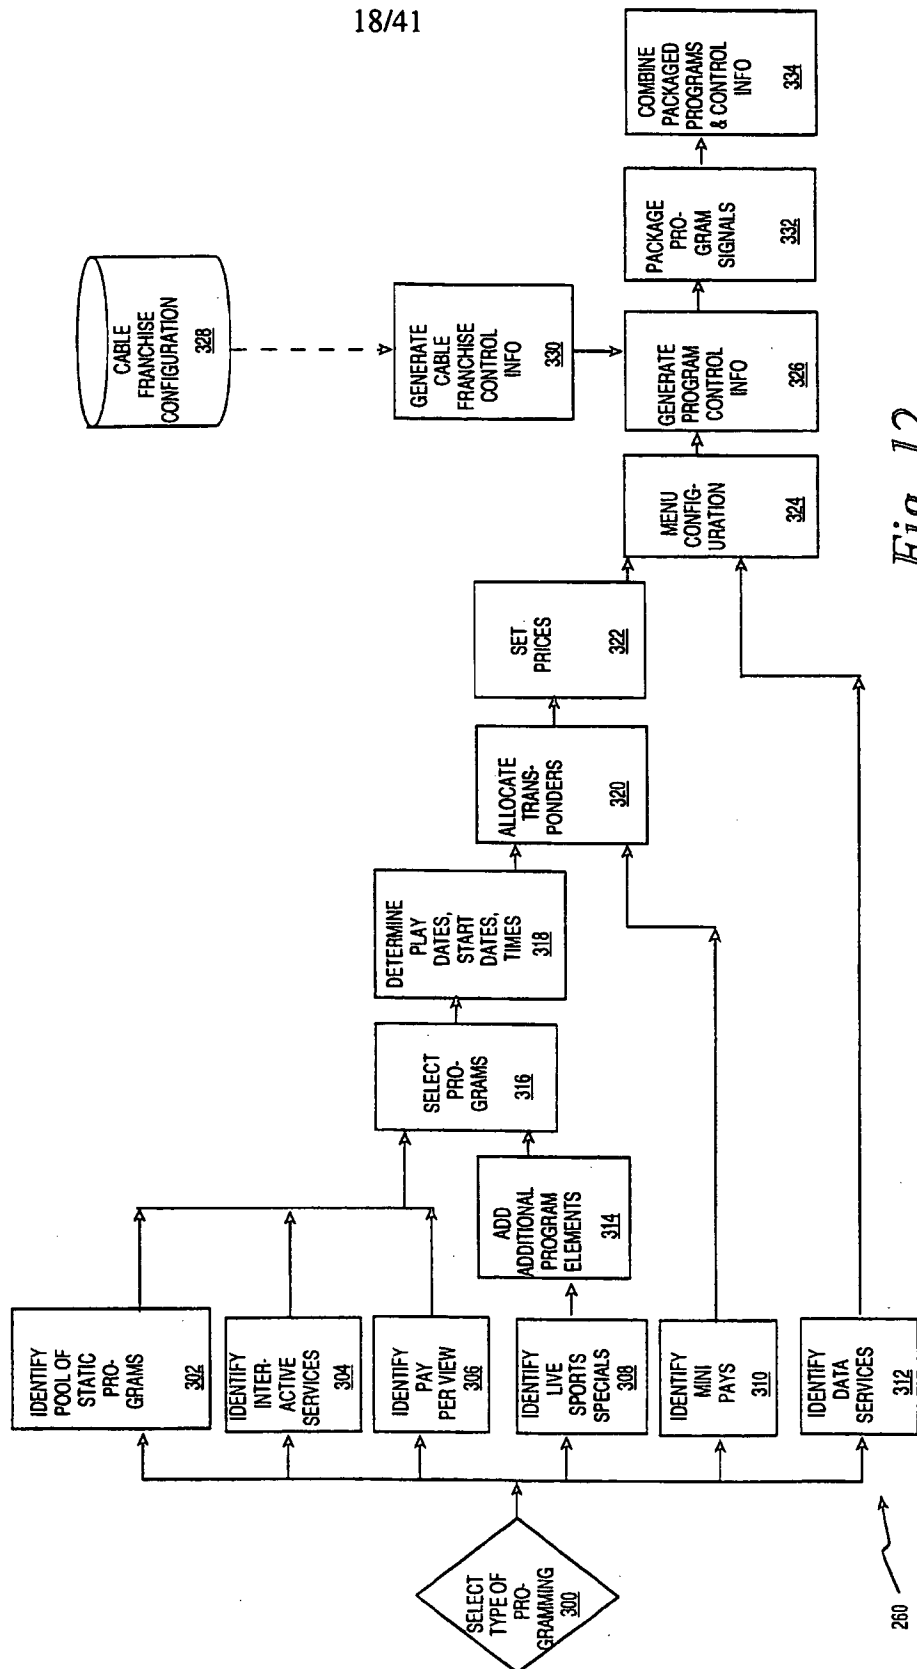 18/41
SELECT
TYPE OF
PRO-
GRAMMING
300
IDENTIFY
POOL OF
STATIC PRO-
GRAMS
302
IDENTIFY
INTER-
ACTIVE
SERVICES
304
IDENTIFY
PAY
PER VIEW
306
IDENTIFY
LIVE
SPORTS
SPECIALS
308
IDENTIFY
MINI
PAYS
310
IDENTIFY
DATA
SERVICES
312
ADD
ADDITIONAL
PROGRAM
ELEMENTS
314
SELECT
PRO-
GRAMS
316
DETERMINE
PLAY
DATES,
START
DATES,
TIMES
318
ALLOCATE
TRANS-
PONDERS
320
SET
PRICES
322
MENU
CONFIG-
URATION
324
CABLE
FRANCHISE
CONFIGURATION
328
GENERATE
CABLE
FRANCHISE
CONTROL
INFO
330
GENERATE
PROGRAM
CONTROL
INFO
326
PACKAGE
PRO-
GRAM
SIGNALS
332
COMBINE
PACKAGED
PROGRAMS
& CONTROL
INFO
334
260
Fig. 12